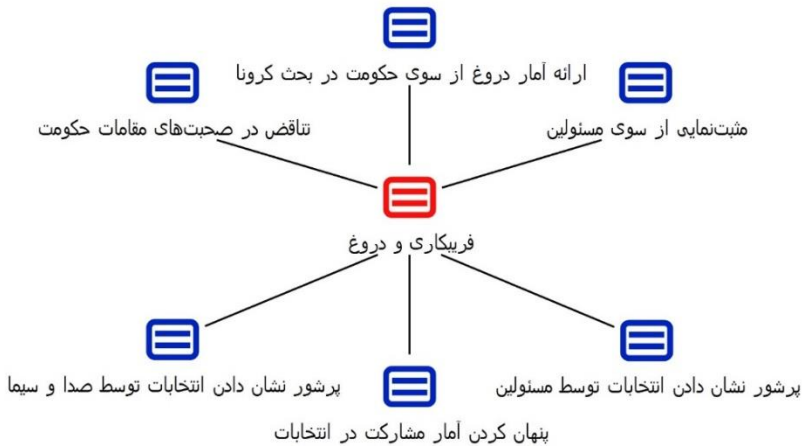 ارائه آمار دروغ از سوی حکومت در بحث کرونا
مثبت‌نمایی از سوی مسئولین
تناقض در صحبت‌های مقامات حکومت
فریبکاری و دروغ
پرشور نشان دادن انتخابات توسط مسئولین
پرشور نشان دادن انتخابات توسط صدا و سیما
پنهان کردن آمار مشارکت در انتخابات